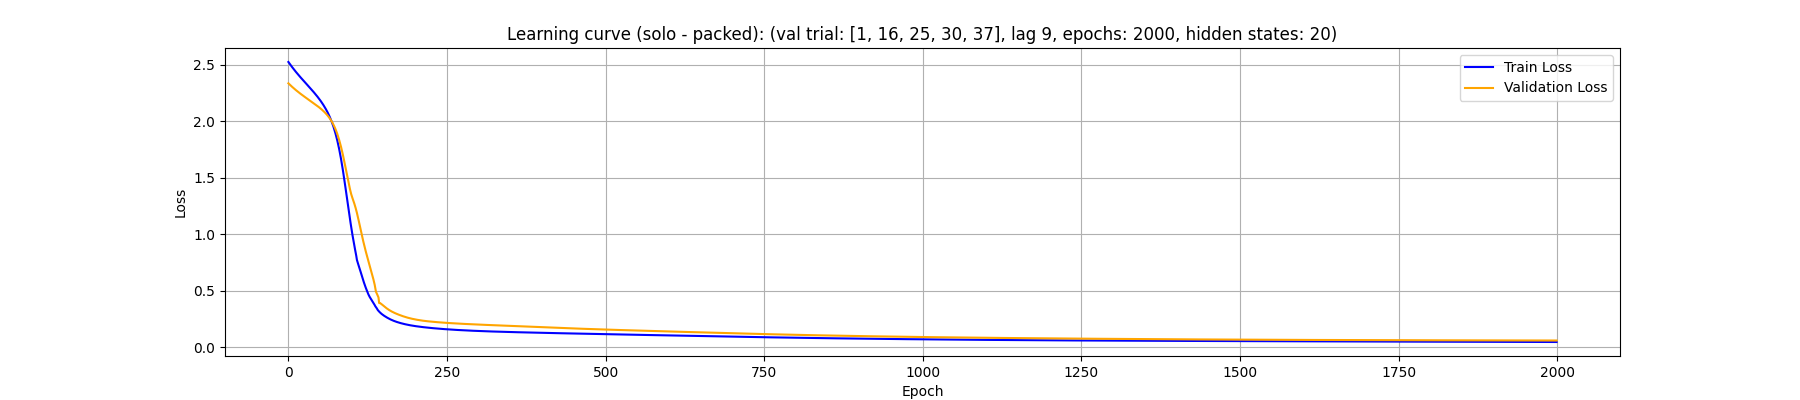 Learning curve (solo - packed): (val trial: [1, 16, 25, 30, 37], lag 9, epochs: 2000, hidden states: 20)
Train Loss
Validation Loss
2.5
2.0
1.5
1.0
0.5
0.0
Loss
0 250 500 750 1000 1250 1500 1750 2000
Epoch